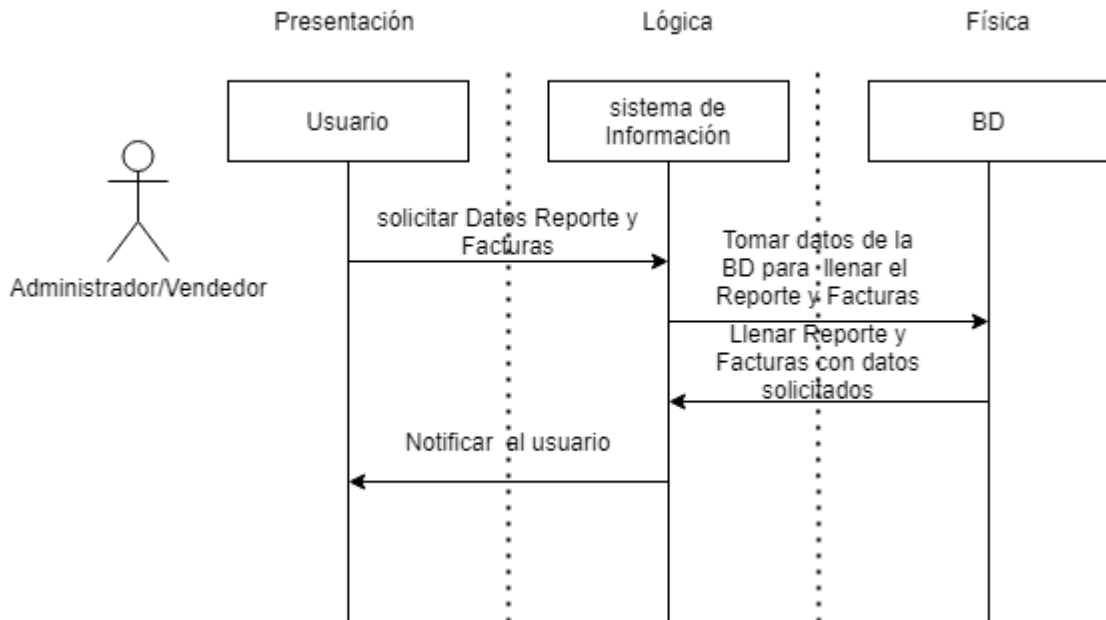 Presentación
Lógica
Física
Usuario
sistema de
Información
BD
Administrador/Vendedor
solicitar Datos Reporte y
Facturas
Tomar datos de la
BD para llenar el
Reporte y Facturas
Llenar Reporte y
Facturas con datos
solicitados
Notificar al usuario